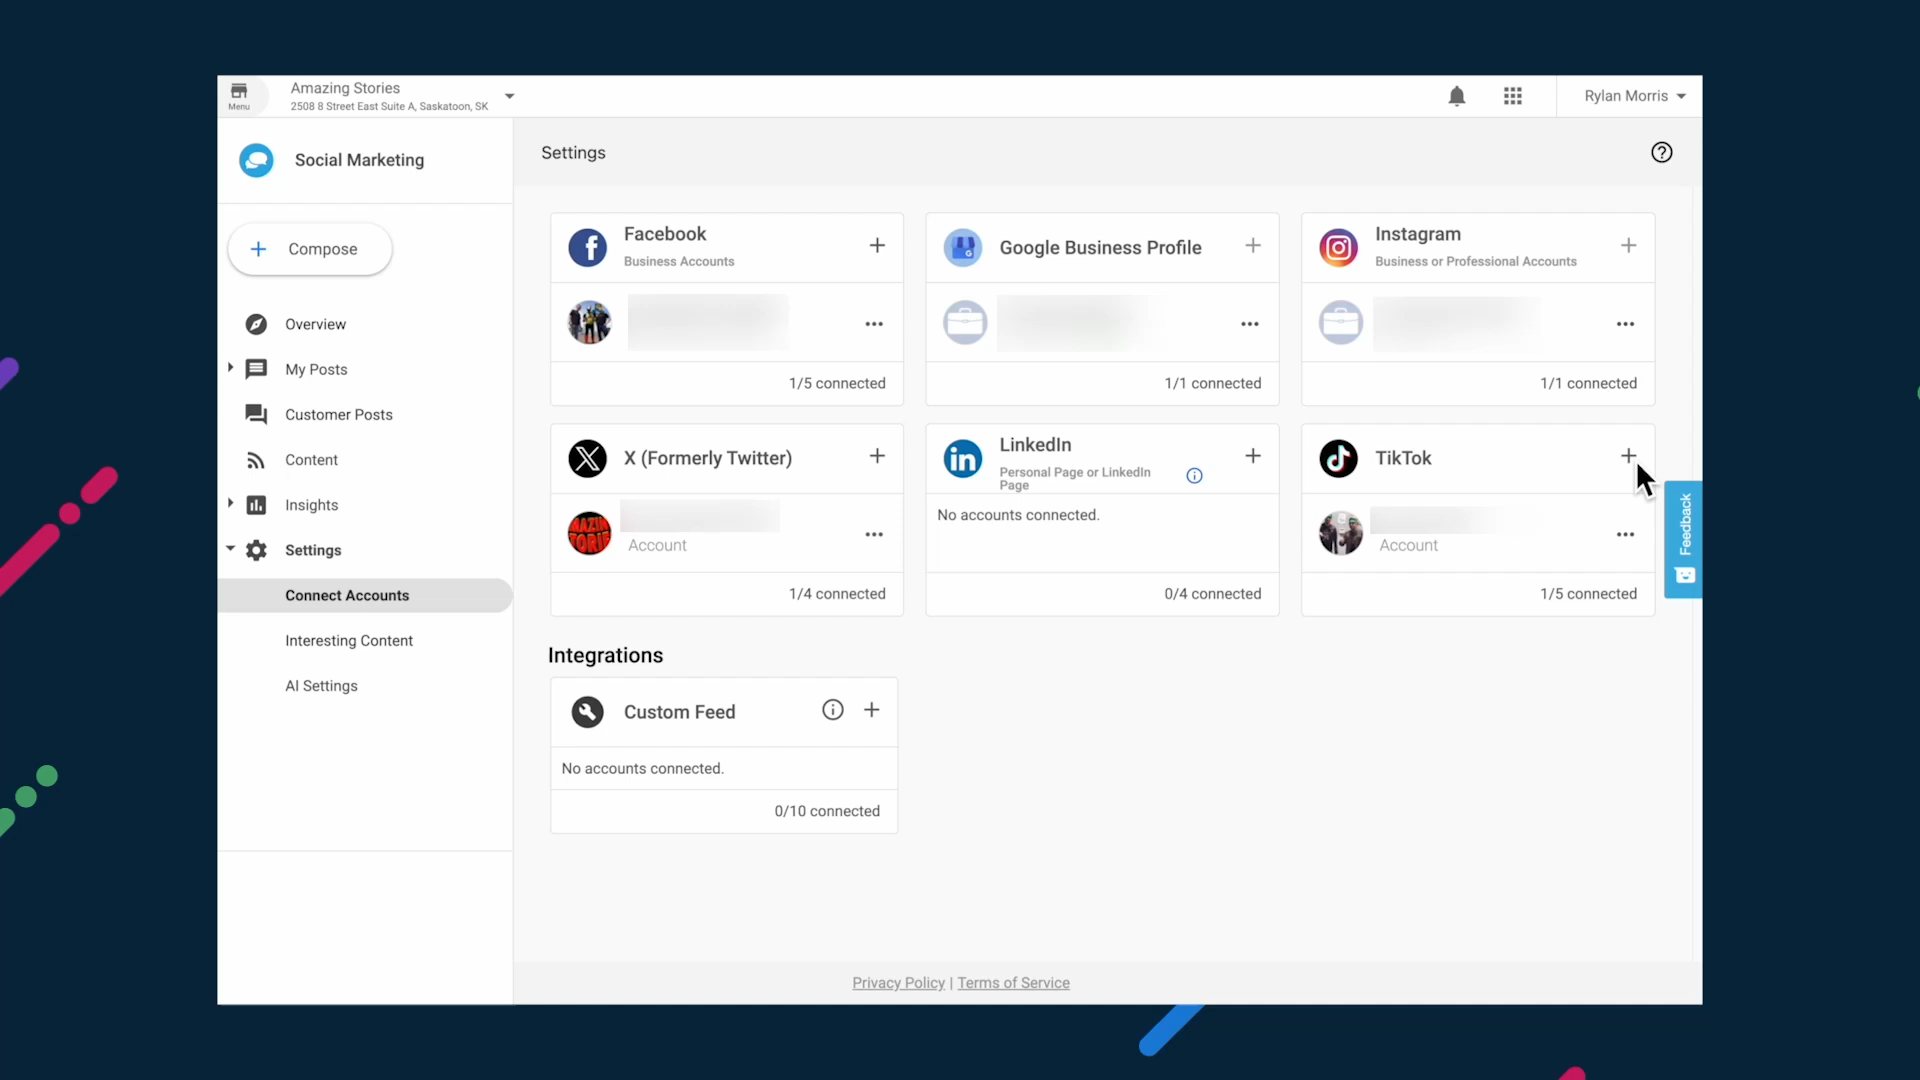 Menu
Amazing Stories
2508 8 Street East Suite A, Saskatoon, SK
Rylan Morris
Social Marketing
Settings
Compose
Overview
My Posts
Customer Posts
Content
Insights
Settings
Connect Accounts
Interesting Content
AI Settings
Facebook
Business Accounts
1/5 connected
Google Business Profile
1/1 connected
Instagram
Business or Professional Accounts
1/1 connected
X (Formerly Twitter)
Account
1/4 connected
LinkedIn
Personal Page or LinkedIn
Page
No accounts connected.
0/4 connected
TikTok
Account
1/5 connected
Feedback
Integrations
Custom Feed
No accounts connected.
0/10 connected
Privacy Policy | Terms of Service